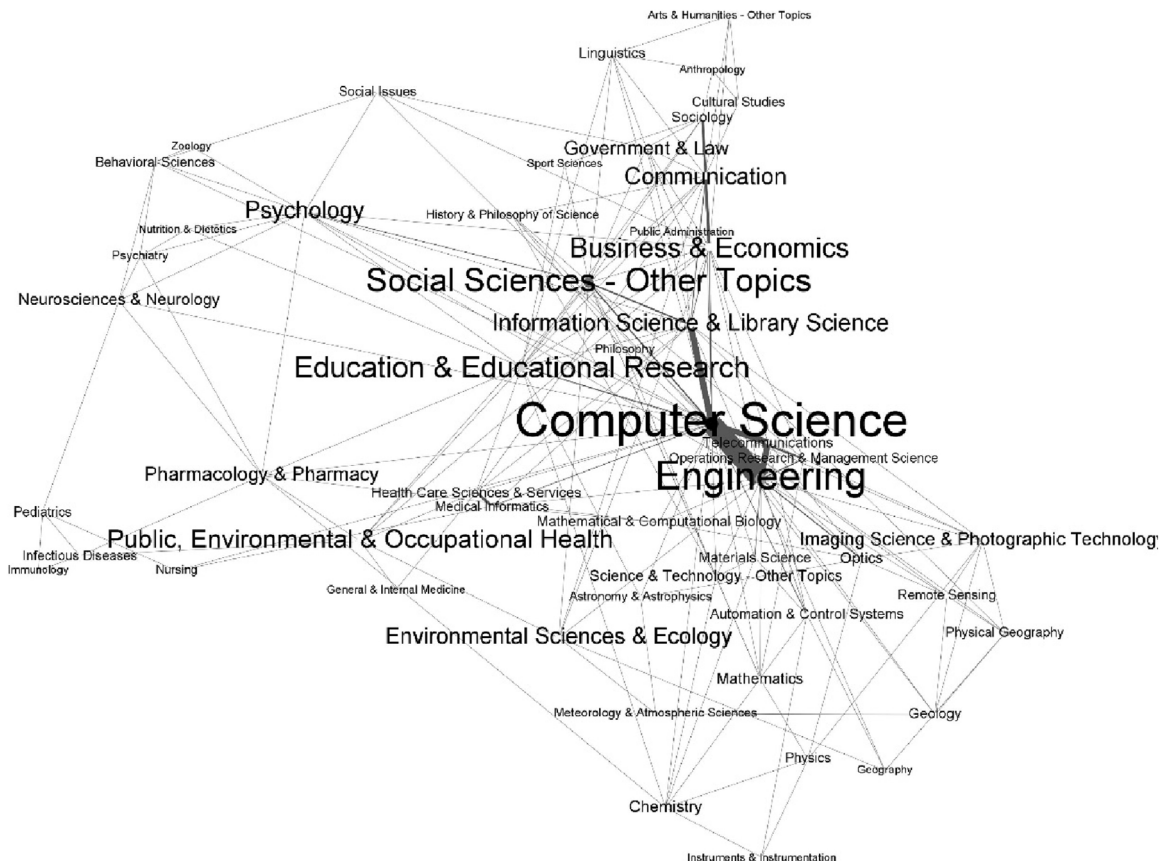 Arts & Humanities - Other Topics
Linguistics
Anthropology
Social Issues
Cultural Studies
Sociology
Zoology
Government & Law
Behavioral Sciences
Sport Sciences
Communication
Psychology
History & Philosophy of Science
Nutrition & Dietetics
Public Administration
Business & Economics
Psychiatry
Social Sciences - Other Topics
Neurosciences & Neurology
Information Science & Library Science
Philosophy
Education & Educational Research
Computer Science
Telecommunications
Operations Research & Management Science
Engineering
Pharmacology & Pharmacy
Health Care Sciences & Services
Medical Informatics
Pediatrics
Mathematical & Computational Biology
Public, Environmental & Occupational Health
Imaging Science & Photographic Technology
Infectious Diseases
Materials Science
Optics
Immunology
Nursing
Science & Technology - Other Topics
General & Internal Medicine
Astronomy & Astrophysics
Remote Sensing
Automation & Control Systems
Environmental Sciences & Ecology
Physical Geography
Mathematics
Meteorology & Atmospheric Sciences
Geology
Physics
Geography
Chemistry
Instruments & Instrumentation